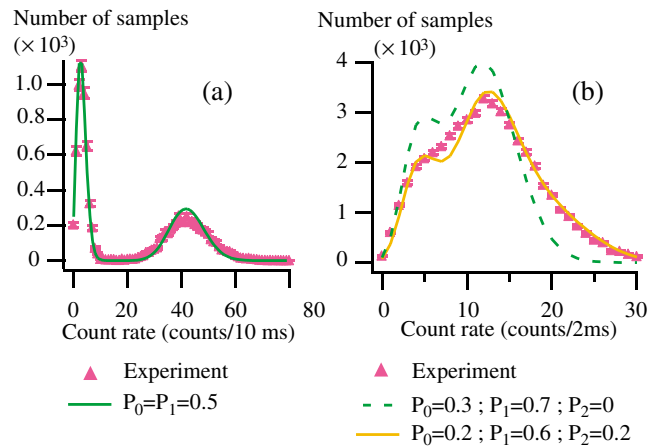 Number of samples
(× 10³)
(a)
1.0
0.8
0.6
0.4
0.2
0
0 20 40 60 80
Count rate (counts/10 ms)
Experiment
P₀=P₁=0.5
Number of samples
(× 10³)
(b)
4
3
2
1
0
0 10 20 30
Count rate (counts/2ms)
Experiment
P₀=0.3 ; P₁=0.7 ; P₂=0
P₀=0.2 ; P₁=0.6 ; P₂=0.2